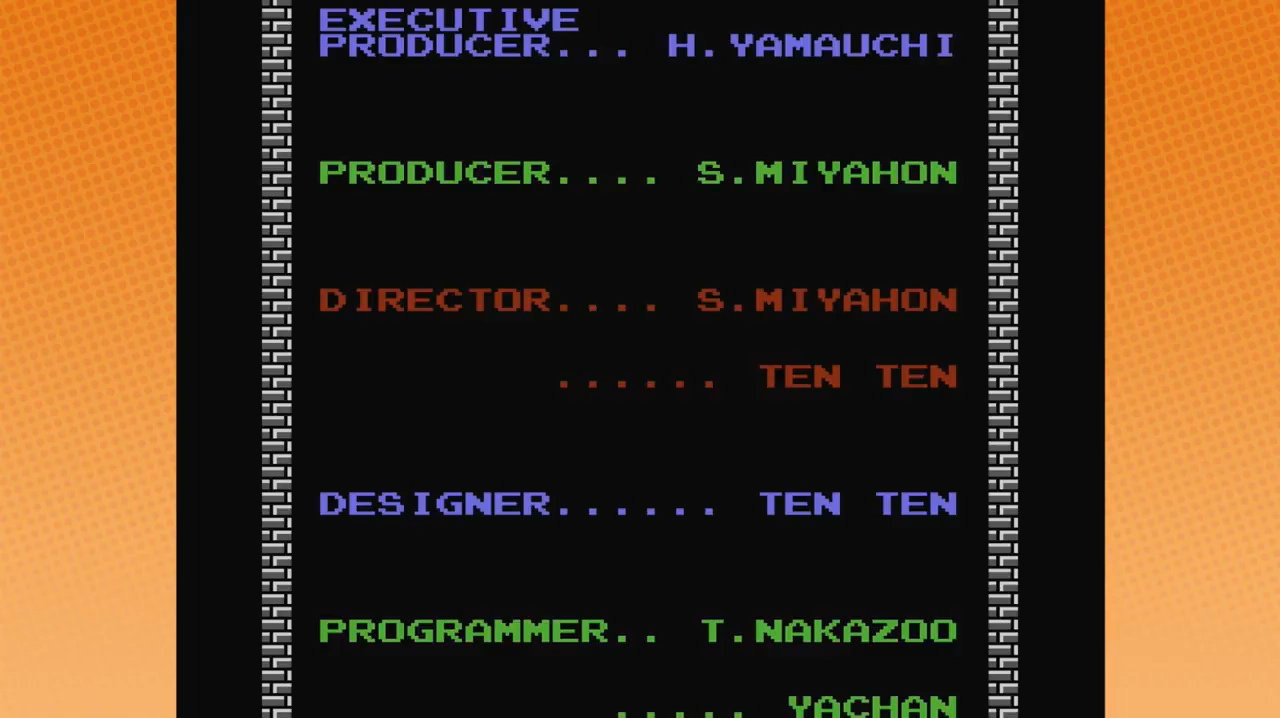 EXECUTIVE
PRODUCER... H.YAMAUCHI
PRODUCER.... S.MIYAHON
DIRECTOR.... S.MIYAHON
...... TEN TEN
DESIGNER...... TEN TEN
PROGRAMMER.. T.NAKAZOO
..... YACHAN